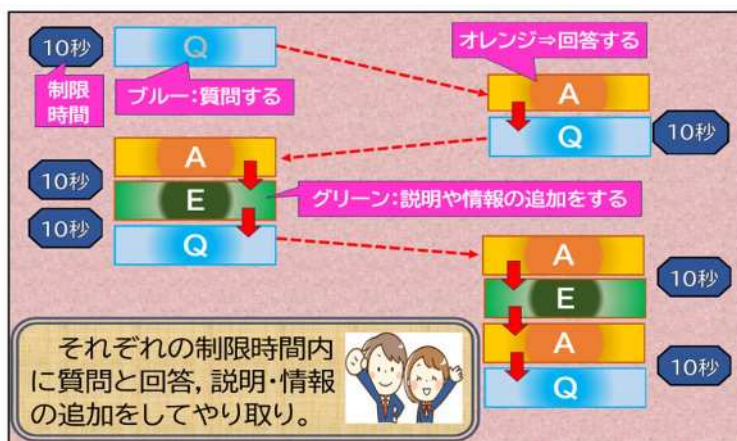 10秒
Q
制限
時間
ブルー：質問する
オレンジ⇒回答する
A
Q
10秒
A
10秒
E
グリーン：説明や情報の追加をする
10秒
Q
A
10秒
E
A
10秒
Q
それぞれの制限時間内
に質問と回答，説明・情報
の追加をしてやり取り。